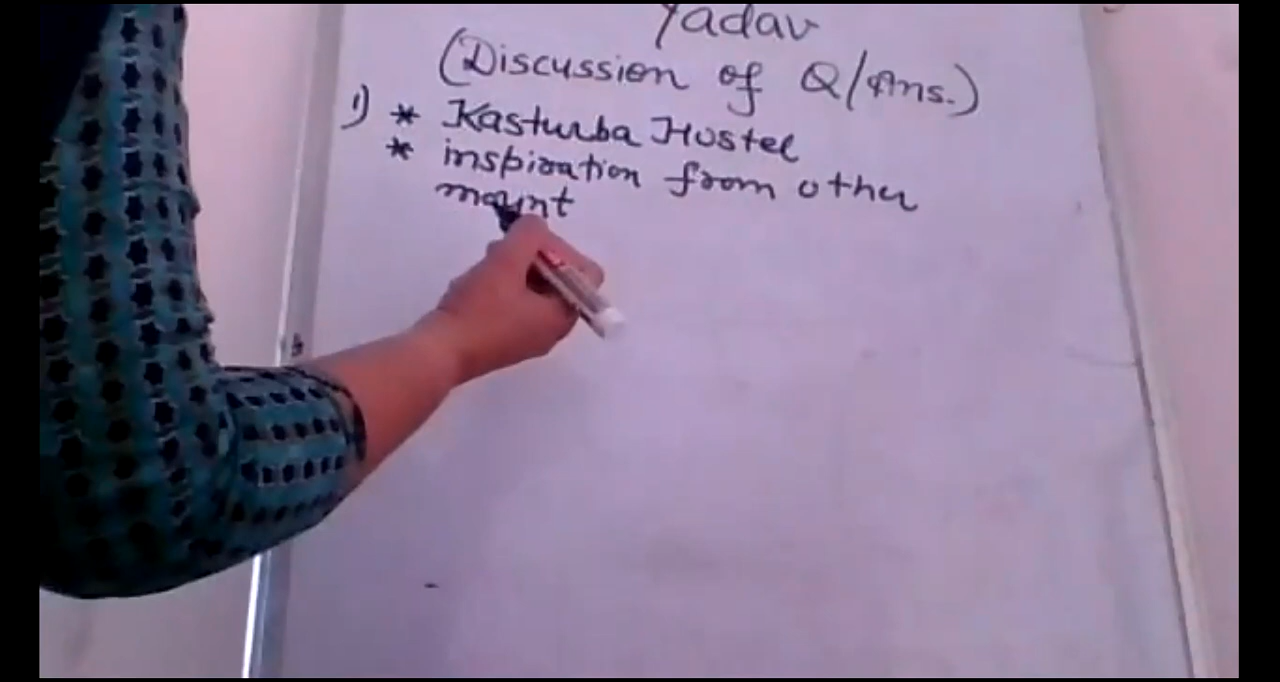 Yadav
(Discussion of Q/Ans.)
1) * Kasturba Hostel
* inspiration from other
mount